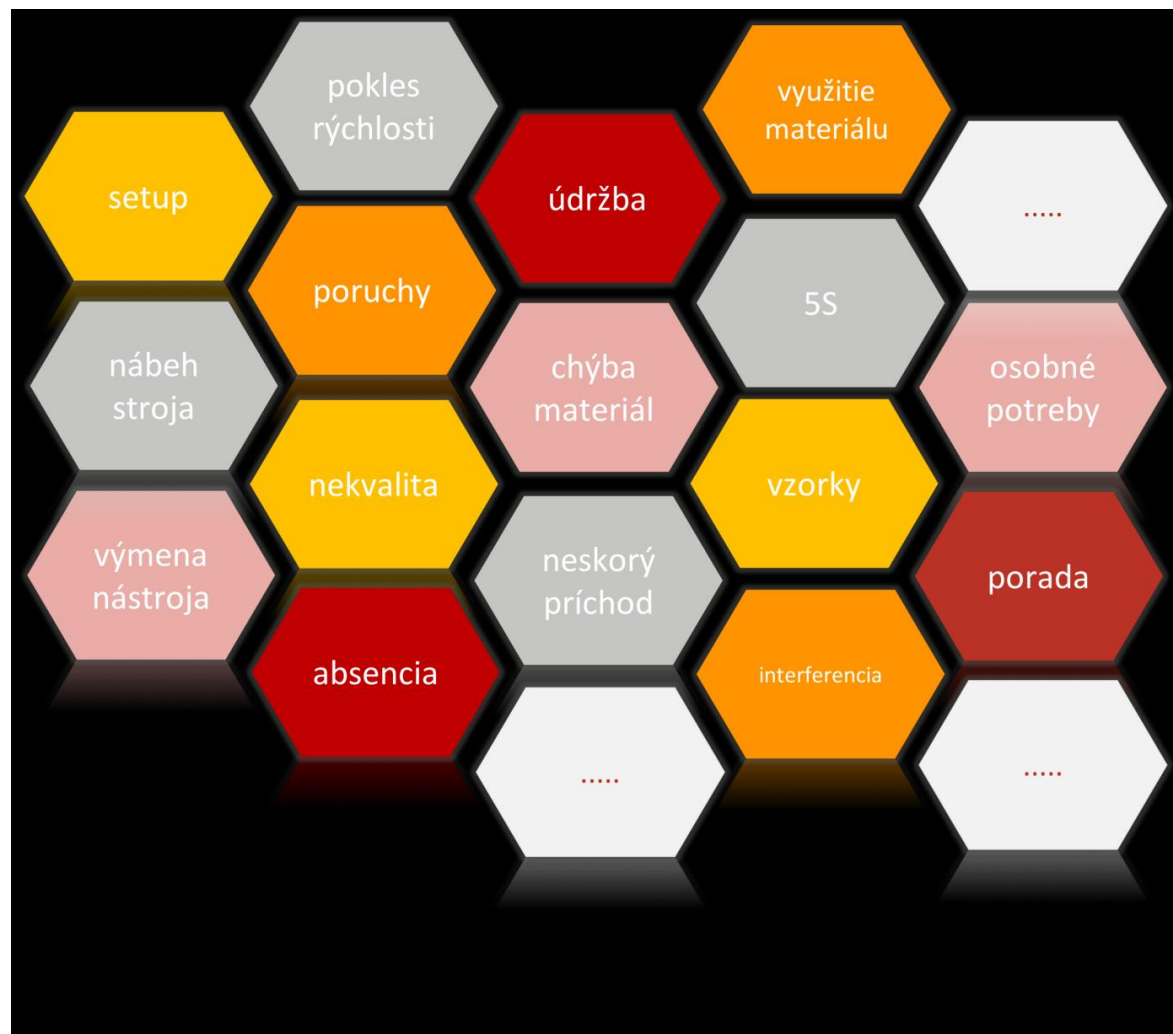 setup
nábeh
stroja
výmena
nástroja
pokles
rýchlosti
poruchy
nekvalita
absencia
údržba
chýba
materiál
neskorý
príchod
.....
využitie
materiálu
5S
vzorky
interferencia
.....
osobné
potreby
porada
.....